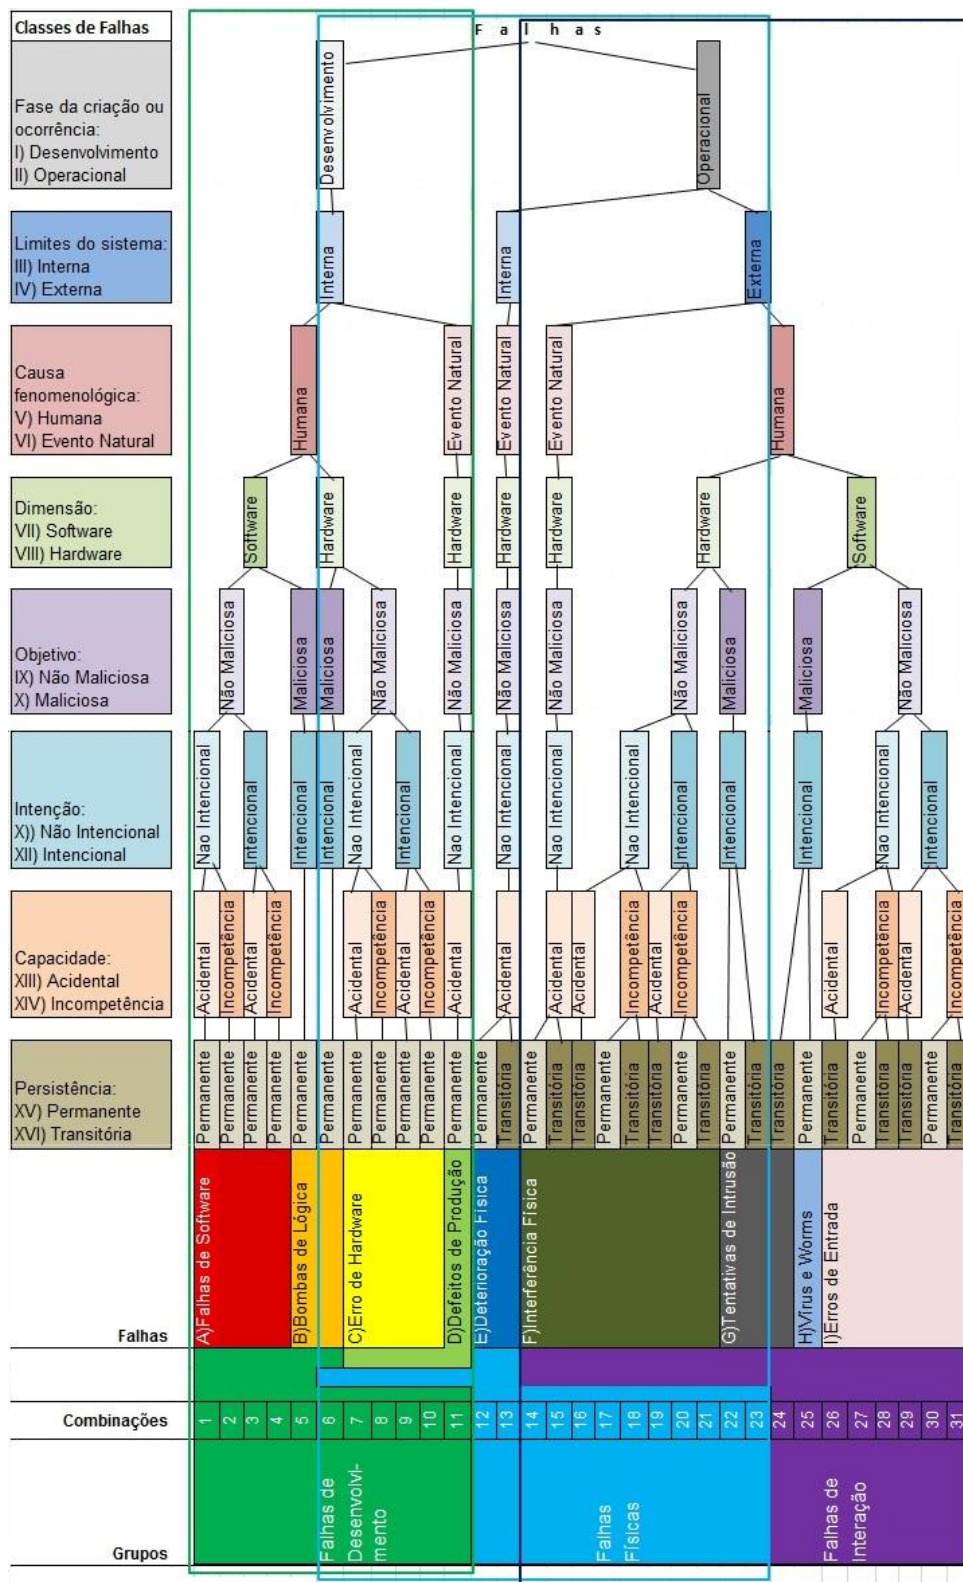 Classes de Falhas
F a l h a s
Fase da criação ou
ocorrência:
I) Desenvolvimento
II) Operacional
Desenvolvimento
Operacional
Limites do sistema:
III) Interna
IV) Externa
Interna
Interna
Externa
Causa
fenomenológica:
V) Humana
VI) Evento Natural
Humana
Evento Natural
Evento Natural
Evento Natural
Humana
Dimensão:
VII) Software
VIII) Hardware
Software
Hardware
Hardware
Hardware
Hardware
Hardware
Software
Objetivo:
IX) Não Maliciosa
X) Maliciosa
Não Maliciosa
Maliciosa
Maliciosa
Não Maliciosa
Não Maliciosa
Não Maliciosa
Não Maliciosa
Não Maliciosa
Maliciosa
Maliciosa
Não Maliciosa
Intenção:
X)) Não Intencional
XII) Intencional
Nao Intencional
Intencional
Intencional
Intencional
Nao Intencional
Intencional
Nao Intencional
Nao Intencional
Nao Intencional
Nao Intencional
Intencional
Intencional
Intencional
Nao Intencional
Intencional
Capacidade:
XIII) Acidental
XIV) Incompetência
Acidental
Incompetência
Acidental
Incompetência
Acidental
Incompetência
Acidental
Incompetência
Acidental
Acidental
Acidental
Acidental
Incompetência
Acidental
Incompetência
Acidental
Incompetência
Acidental
Incompetência
Persistência:
XV) Permanente
XVI) Transitória
Permanente
Permanente
Permanente
Permanente
Permanente
Permanente
Permanente
Permanente
Permanente
Permanente
Permanente
Permanente
Transitória
Permanente
Transitória
Transitória
Permanente
Transitória
Transitória
Permanente
Transitória
Permanente
Transitória
Transitória
Permanente
Transitória
Permanente
Transitória
Transitória
Permanente
Transitória
Falhas
A)Falhas de Software
B)Bombas de Lógica
C)Erro de Hardware
D)Defeitos de Produção
E)Deterioração Física
F)Interferência Física
G)Tentativas de Intrusão
H)Vírus e Worms
I)Erros de Entrada
Combinações
1
2
3
4
5
6
7
8
9
10
11
12
13
14
15
16
17
18
19
20
21
22
23
24
25
26
27
28
29
30
31
Grupos
Falhas de
Desenvolvi-
mento
Falhas
Físicas
Falhas de
Interação